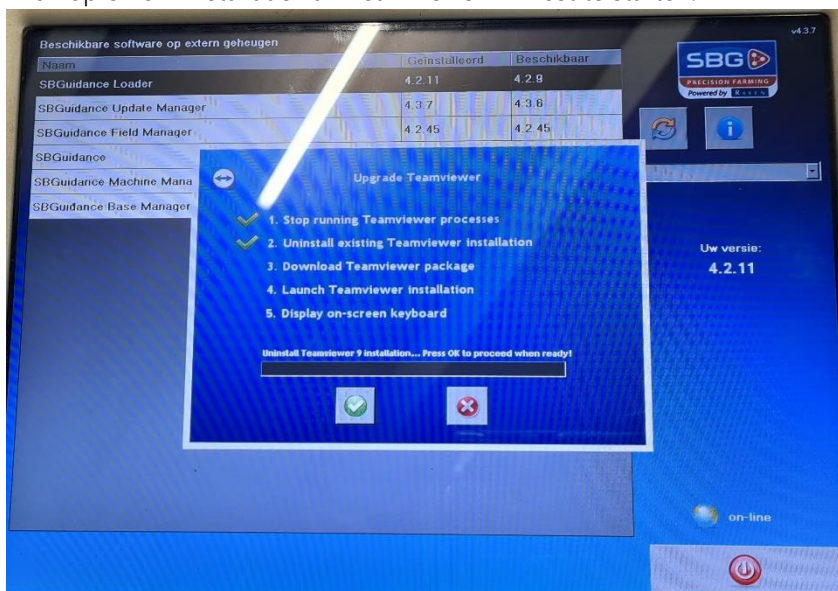 v4.3.7
Beschikbare software op extern geheugen
Naam Geïnstalleerd Beschikbaar
SBGuidance Loader 4.2.11 4.2.9
SBGuidance Update Manager 4.3.7 4.3.6
SBGuidance Field Manager 4.2.45 4.2.45
SBGuidance
SBGuidance Machine Mana
SBGuidance Base Manager
SBG
PRECISION FARMING
Powered by RAVEN
Upgrade Teamviewer
1. Stop running Teamviewer processes
2. Uninstall existing Teamviewer installation
3. Download Teamviewer package
4. Launch Teamviewer installation
5. Display on-screen keyboard
Uninstall Teamviewer 9 installation... Press OK to proceed when ready!
Uw versie:
4.2.11
on-line